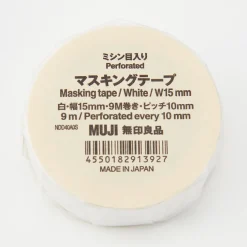 ミシン目入り
Perforated
マスキングテープ
Masking tape / White / W15 mm
白・幅15mm・9M巻き・ピッチ10mm
9 m / Perforated every 10 mm
MUJI 無印良品
4550182913927
MADE IN JAPAN